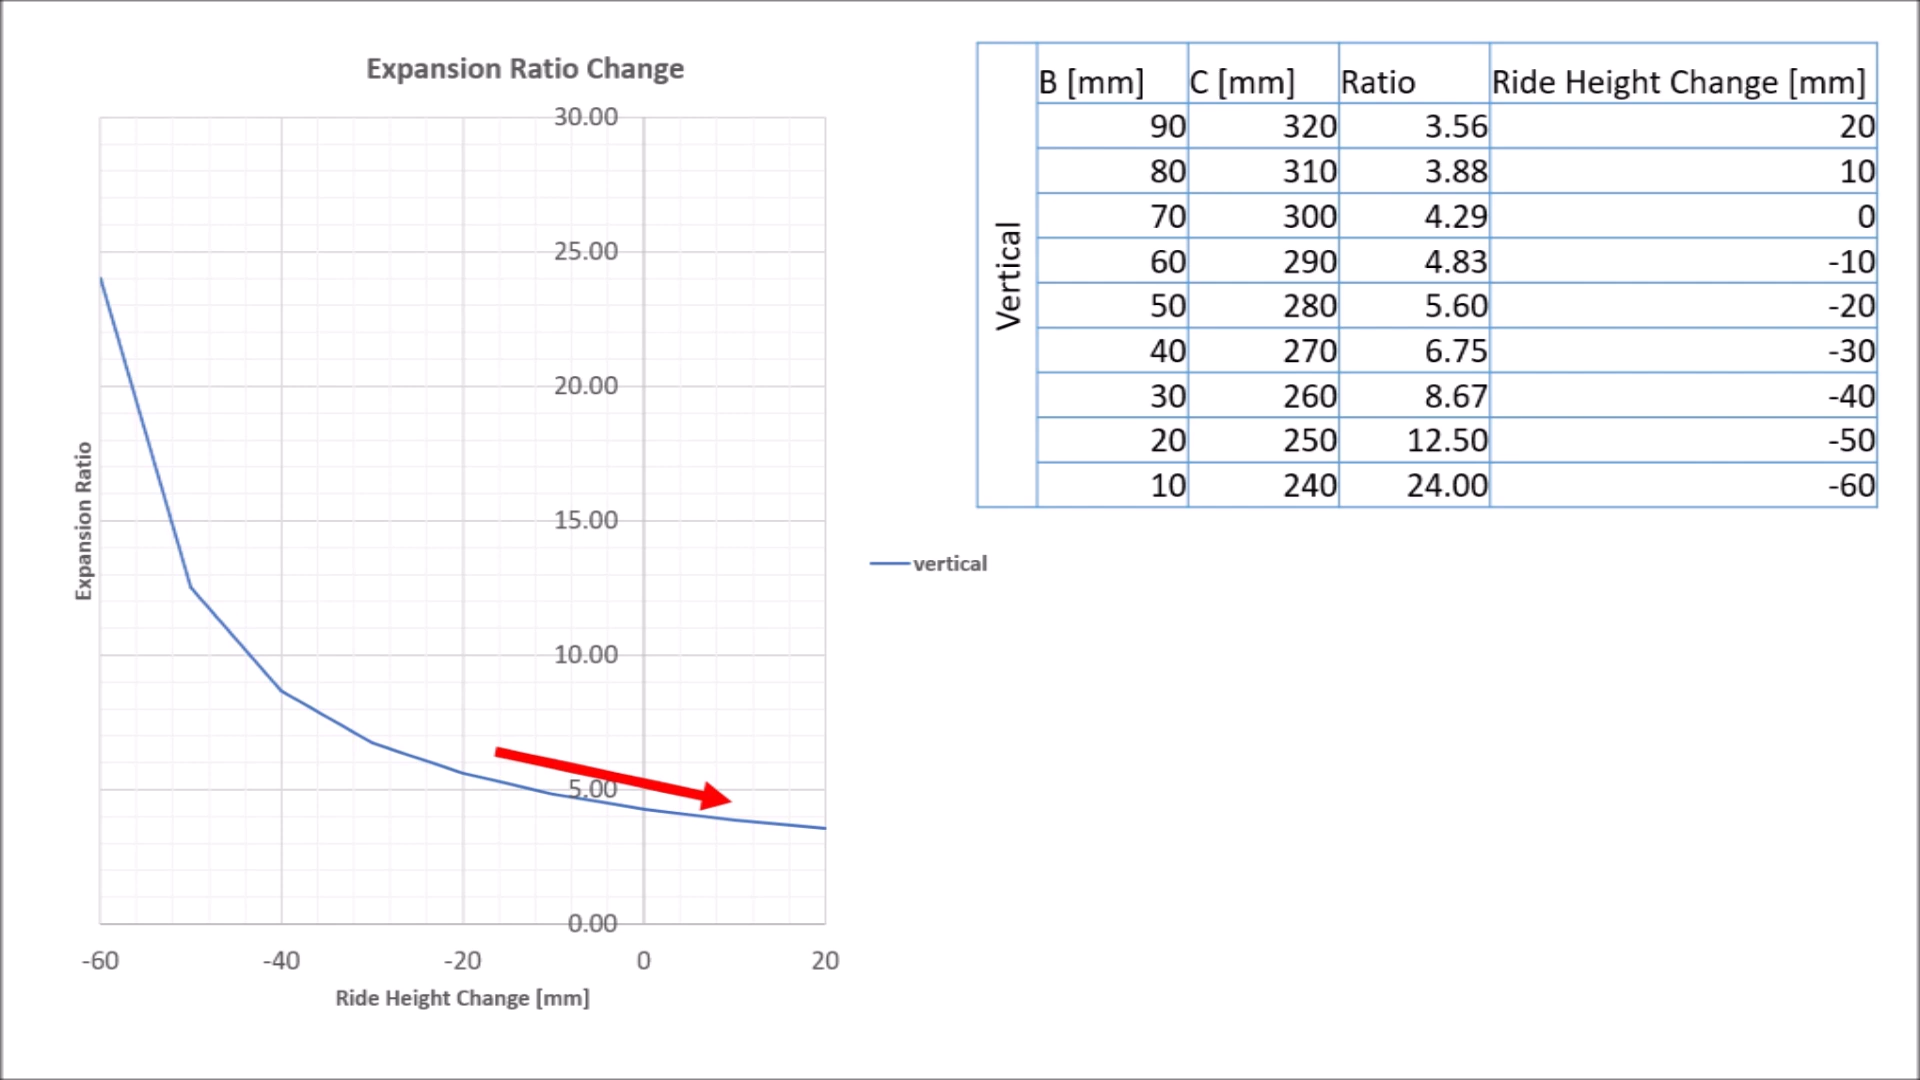 Expansion Ratio Change
30.00
25.00
20.00
15.00
10.00
5.00
0.00
Expansion Ratio
-60 -40 -20 0 20
Ride Height Change [mm]
vertical
Vertical
B [mm] C [mm] Ratio Ride Height Change [mm]
90 320 3.56 20
80 310 3.88 10
70 300 4.29 0
60 290 4.83 -10
50 280 5.60 -20
40 270 6.75 -30
30 260 8.67 -40
20 250 12.50 -50
10 240 24.00 -60